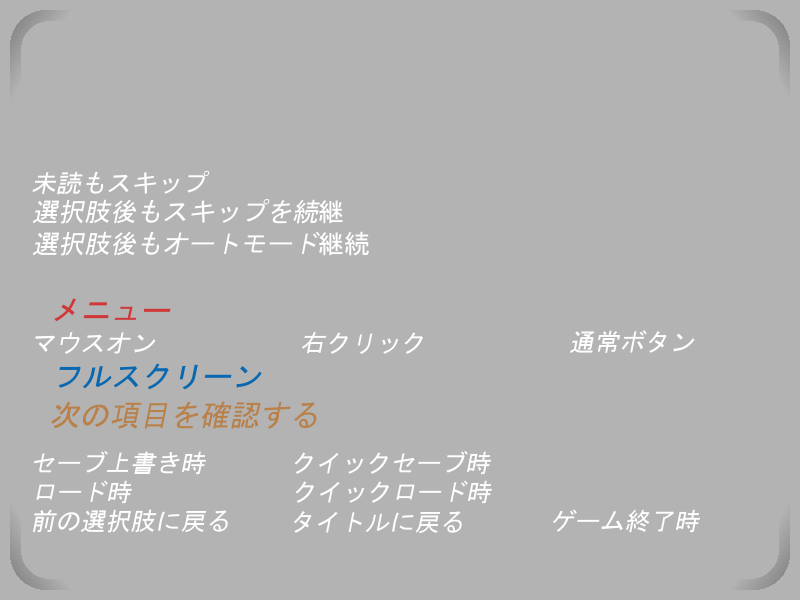 未読もスキップ
選択肢後もスキップを続継
選択肢後もオートモード継続
メニュー
マウスオン 右クリック 通常ボタン
フルスクリーン
次の項目を確認する
セーブ上書き時 クイックセーブ時
ロード時 クイックロード時
前の選択肢に戻る タイトルに戻る ゲーム終了時